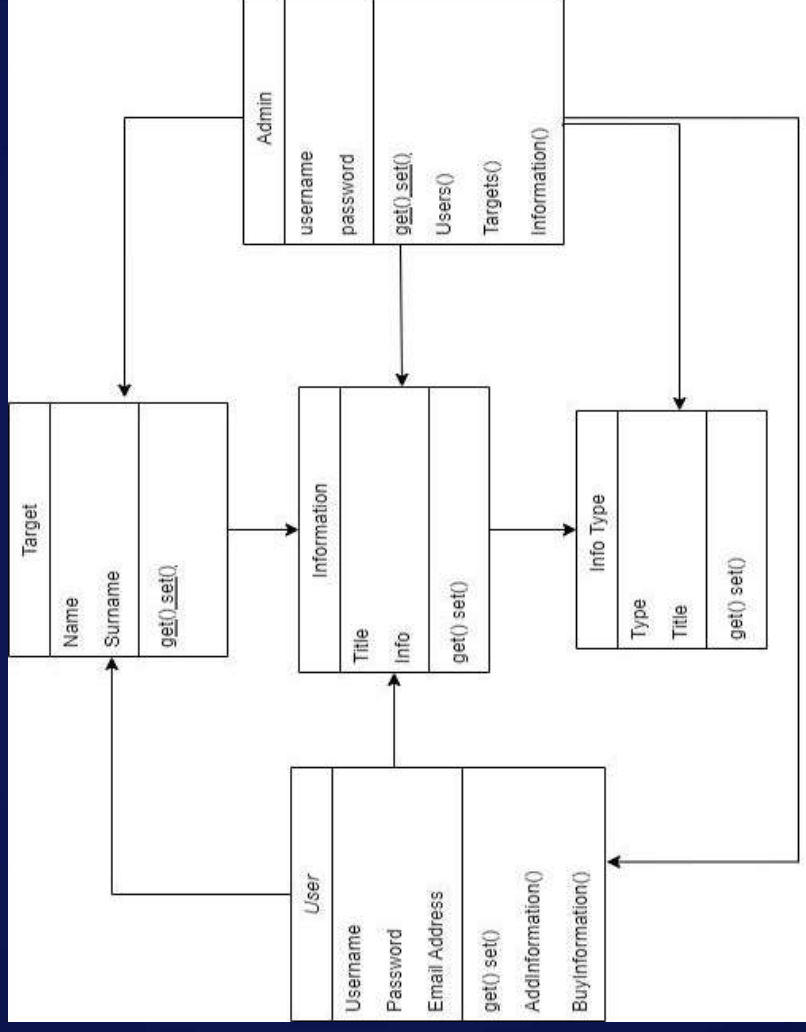 User
Username
Password
Email Address
get() set()
AddInformation()
BuyInformation()
Target
Name
Surname
get() set()
Information
Title
Info
get() set()
Info Type
Type
Title
get() set()
Admin
username
password
get() set()
Users()
Targets()
Information()